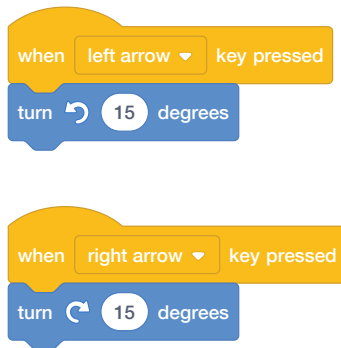 when left arrow key pressed
turn 15 degrees
when right arrow key pressed
turn 15 degrees